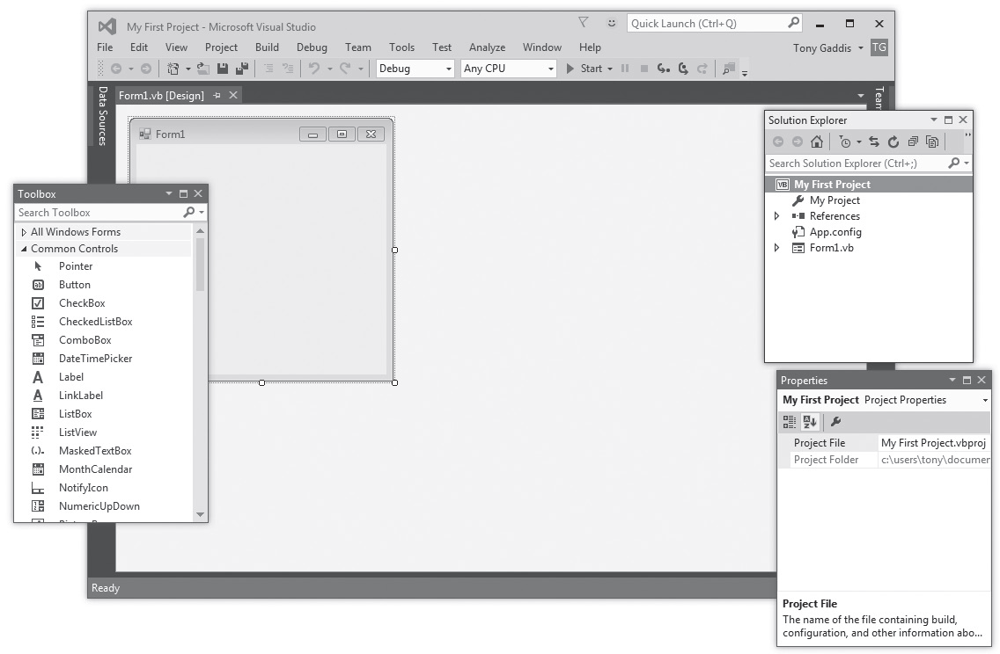 My First Project - Microsoft Visual Studio
Quick Launch (Ctrl+Q)
File Edit View Project Build Debug Team Tools Test Analyze Window Help
Tony Gaddis TG
Debug Any CPU Start
Data Sources
Form1.vb [Design]
Form1
Toolbox
Search Toolbox
All Windows Forms
Common Controls
Pointer
Button
CheckBox
CheckedListBox
ComboBox
DateTimePicker
Label
LinkLabel
ListBox
ListView
MaskedTextBox
MonthCalendar
NotifyIcon
NumericUpDown
Solution Explorer
Search Solution Explorer (Ctrl+;)
VB My First Project
My Project
References
App.config
Form1.vb
Properties
My First Project Project Properties
Project File My First Project.vbproj
Project Folder c:\users\tony\documen
Project File
The name of the file containing build,
configuration, and other information abo...
Ready